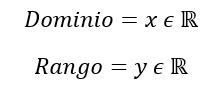 Dominio = x ϵ ℝ
Rango = y ϵ ℝ